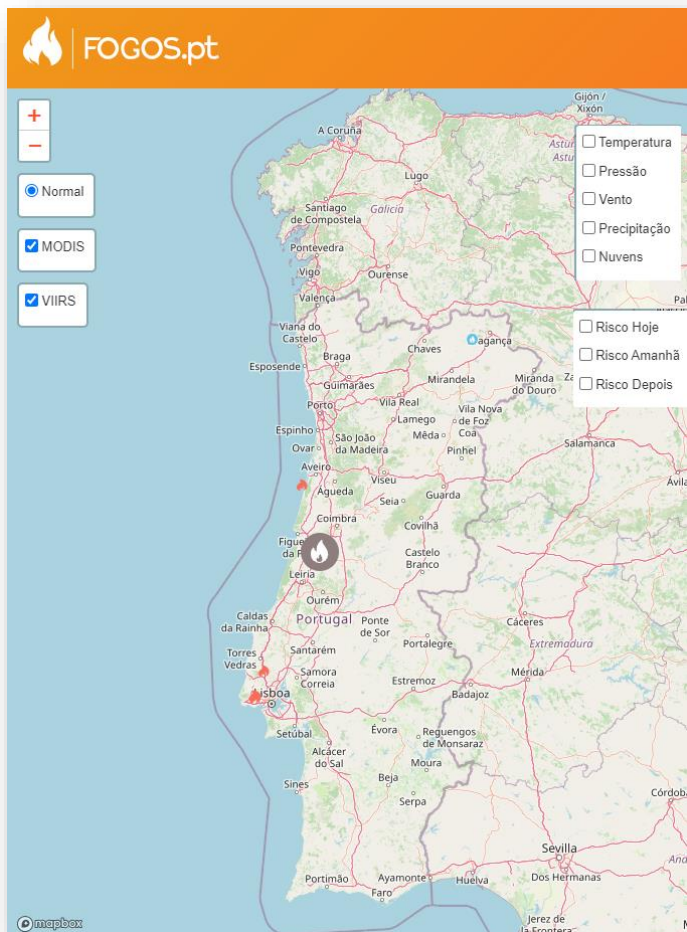 FOGOS.pt
+
−
Normal
MODIS
VIIRS
Temperatura
Pressão
Vento
Precipitação
Nuvens
Risco Hoje
Risco Amanhã
Risco Depois
Gijón /
Xixón
A Coruña
Lugo
Santiago
de Compostela
Galicia
Pontevedra
Vigo
Ourense
Valença
Viana do
Castelo
Chaves
Braga
Esposende
Guimarães
Mirandela
Miranda
do Douro
Vila Real
Porto
Lamego
Vila Nova
de Foz
Coa
Espinho
São João
da Madeira
Mêda
Ovar
Pinhel
Salamanca
Aveiro
Viseu
Águeda
Seia
Guarda
Coimbra
Covilhã
Castelo
Branco
Leiria
Ourém
Portugal
Ponte
de Sor
Caldas
da Rainha
Cáceres
Santarém
Portalegre
Extremadura
Torres
Vedras
Samora
Correia
Mérida
Estremoz
Badajoz
Lisboa
Setúbal
Évora
Reguengos
de Monsaraz
Alcácer
do Sal
Moura
Beja
Sines
Serpa
Sevilla
Portimão
Faro
Ayamonte
Huelva
Dos Hermanas
Jerez de
la Frontera
mapbox